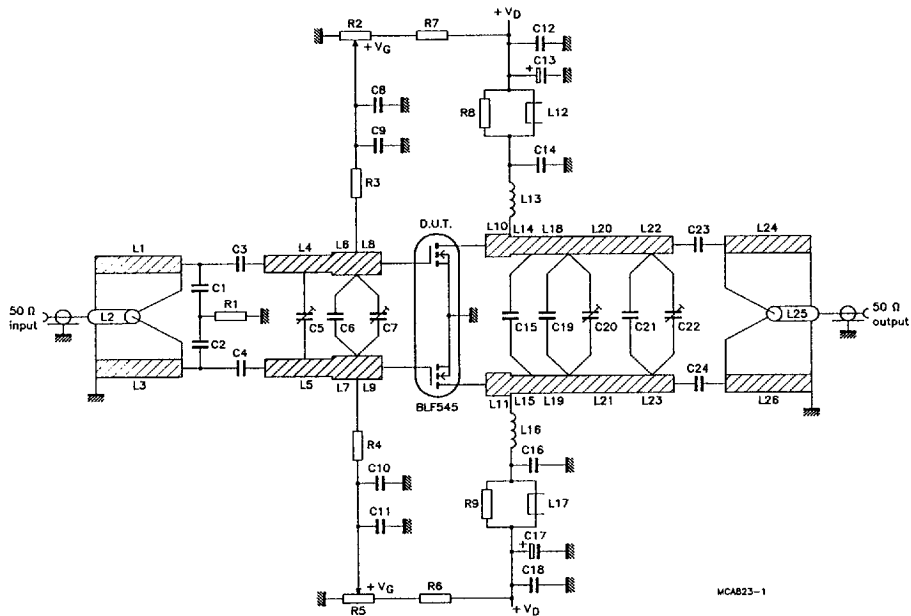 + VD
R2
R7
C12
+ VG
+
C13
C8
R8
L12
C9
C14
R3
L13
D.U.T.
L1
C3
L4
L6
L8
L10
L14
L18
L20
L22
C23
L24
C1
R1
50 Ω
input
L2
C5
C6
C7
C15
C19
C20
C21
C22
L25
50 Ω
output
C2
C4
C24
L3
L5
L7
L9
BLF545
L11
L15
L19
L21
L23
L26
R4
L16
C10
C16
C11
R9
L17
+
C17
+ VG
R6
C18
R5
+ VD
MCA823-1